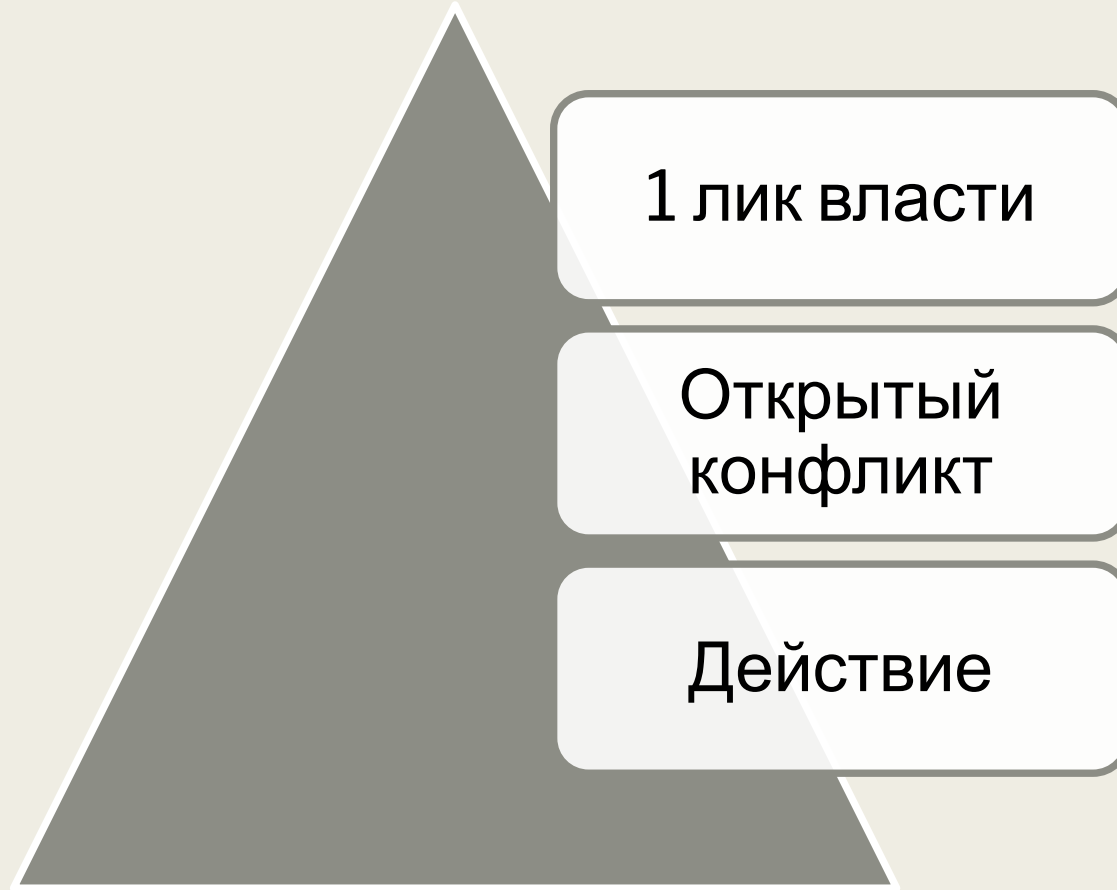 1 лик власти
Открытый
конфликт
Действие